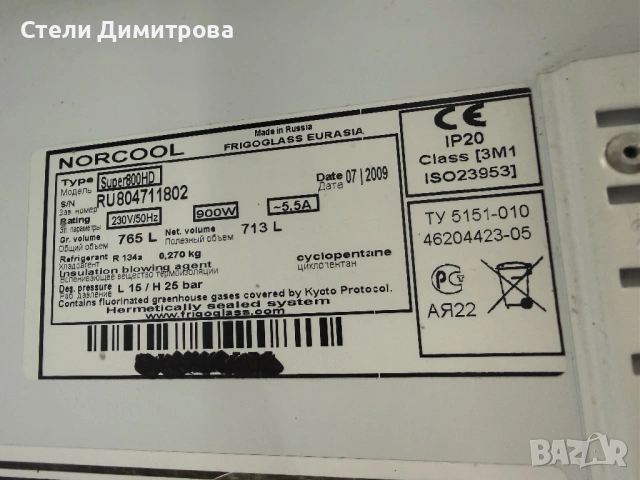 Стели Димитрова
NORCOOL
Made in Russia
FRIGOGLASS EURASIA
Type Super800HD
Модель
Date 07 | 2009
Дата
S/N RU804711802
Зав. номер
Rating 230V/50Hz 900W ~5,5A
Эл. параметры
Gr. volume 765 L Net. volume 713 L
Общий объем Полезный объем
Refrigerant R 134a 0,270 kg
Хладогент
cyclopentane
Insulation blowing agent циклопентан
Вспенивающее вещество термоизоляции
Des. pressure L 15 / H 25 bar
Раб. давление
Contains fluorinated greenhouse gases covered by Kyoto Protocol.
Hermetically sealed system
www.frigoglass.com
CE
IP20
Class [3M1
ISO23953]
ТУ 5151-010
46204423-05
РСТ
АЯ22
BAZAR